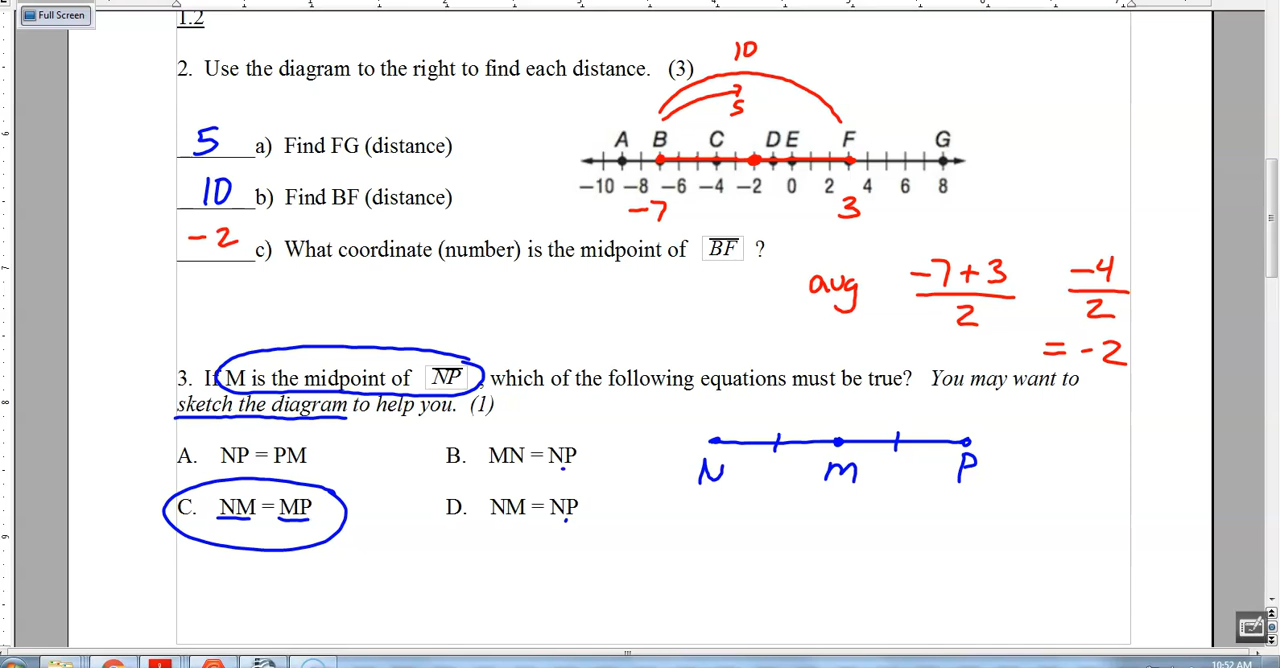 Full Screen
1.2
2. Use the diagram to the right to find each distance. (3)
10
5
5 a) Find FG (distance)
A B C D E F G
10 b) Find BF (distance)
−10 −8 −6 −4 −2 0 2 4 6 8
−7 3
−2 c) What coordinate (number) is the midpoint of BF ?
avg −7+3 / 2 −4 / 2
= −2
3. If M is the midpoint of NP, which of the following equations must be true? You may want to
sketch the diagram to help you. (1)
A. NP = PM B. MN = NP
N M P
C. NM = MP D. NM = NP
10:52 AM